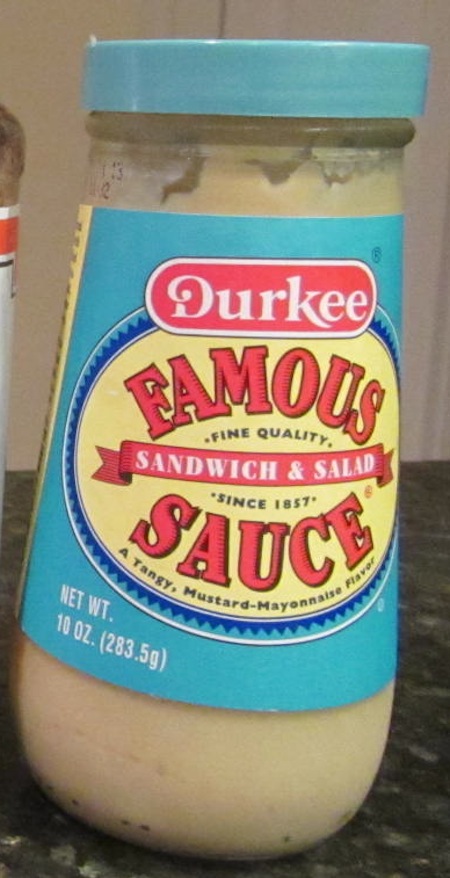 Durkee®
FAMOUS
•FINE QUALITY•
SANDWICH & SALAD
•SINCE 1857•
SAUCE®
A Tangy, Mustard-Mayonnaise Flavor
NET WT.
10 OZ. (283.5g)